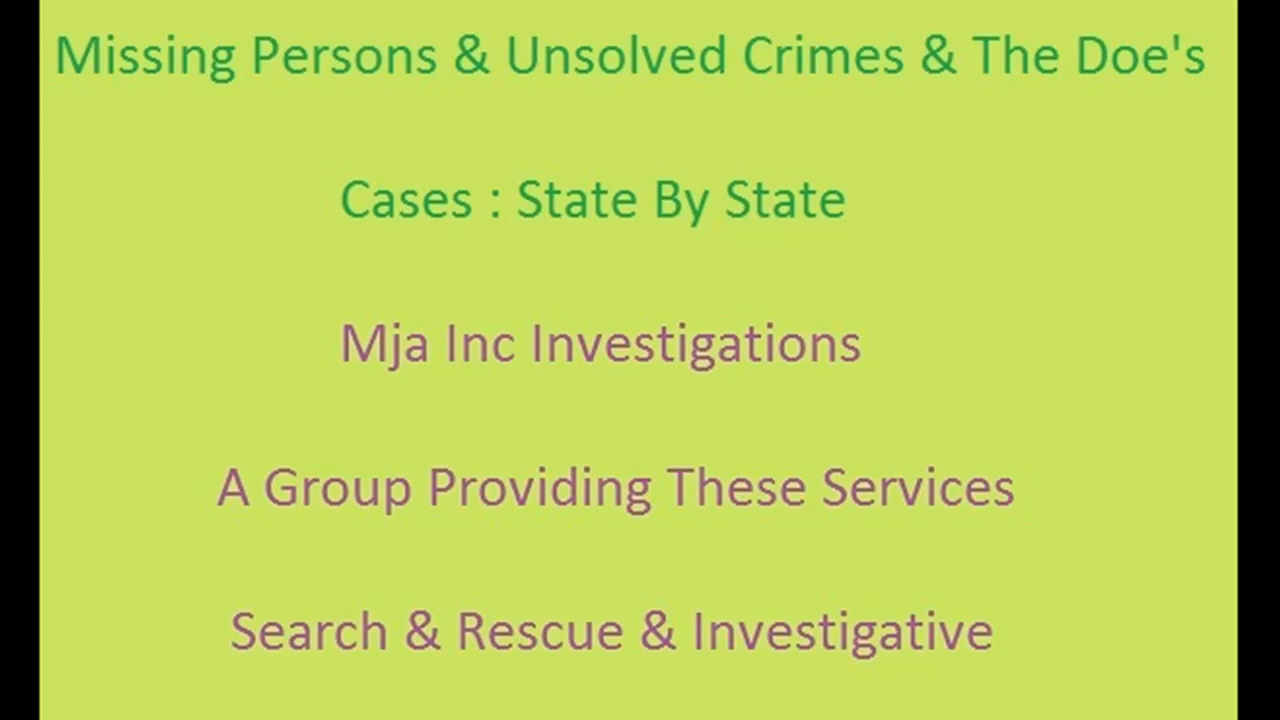 Missing Persons & Unsolved Crimes & The Doe's
Cases : State By State
Mja Inc Investigations
A Group Providing These Services
Search & Rescue & Investigative